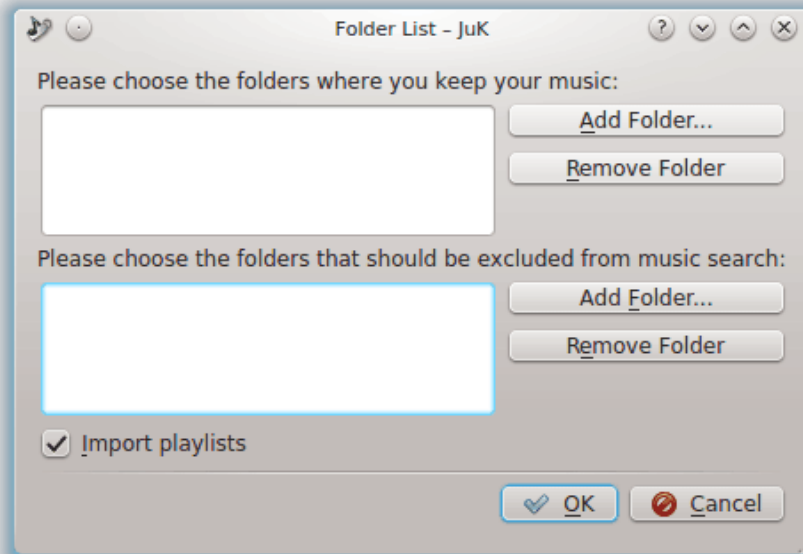 Folder List – JuK
Please choose the folders where you keep your music:
Add Folder...
Remove Folder
Please choose the folders that should be excluded from music search:
Add Folder...
Remove Folder
Import playlists
OK Cancel